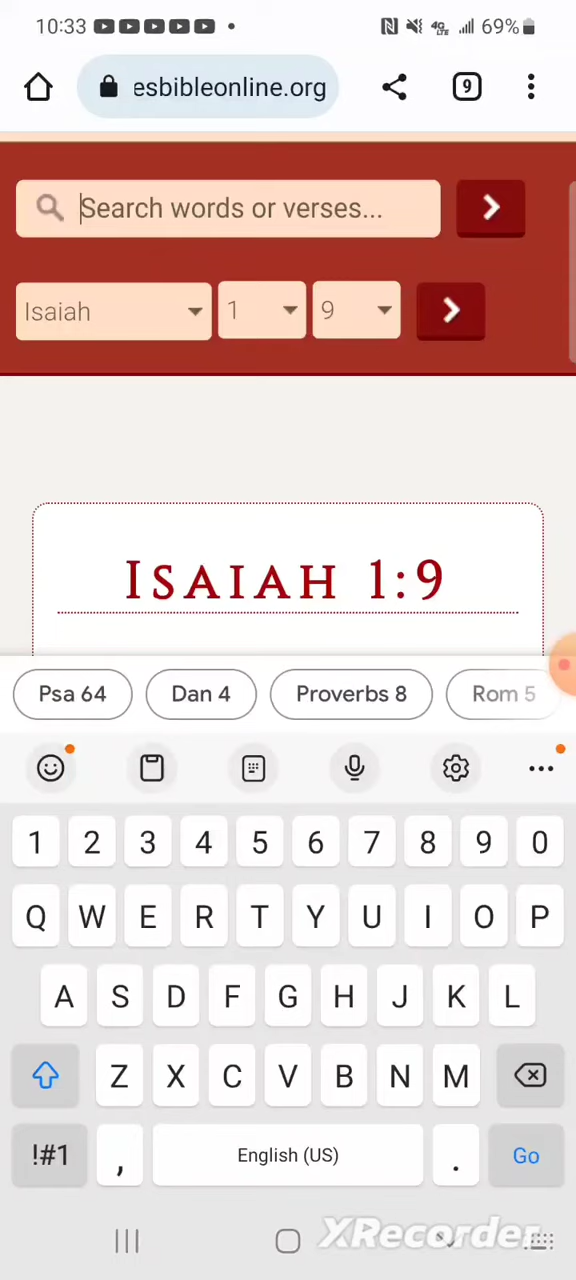 10:33 69%
esbibleonline.org 9
Search words or verses...
Isaiah 1 9
Isaiah 1:9
Psa 64 Dan 4 Proverbs 8 Rom 5
1 2 3 4 5 6 7 8 9 0
Q W E R T Y U I O P
A S D F G H J K L
Z X C V B N M
!#1 , English (US) . Go
XRecorder